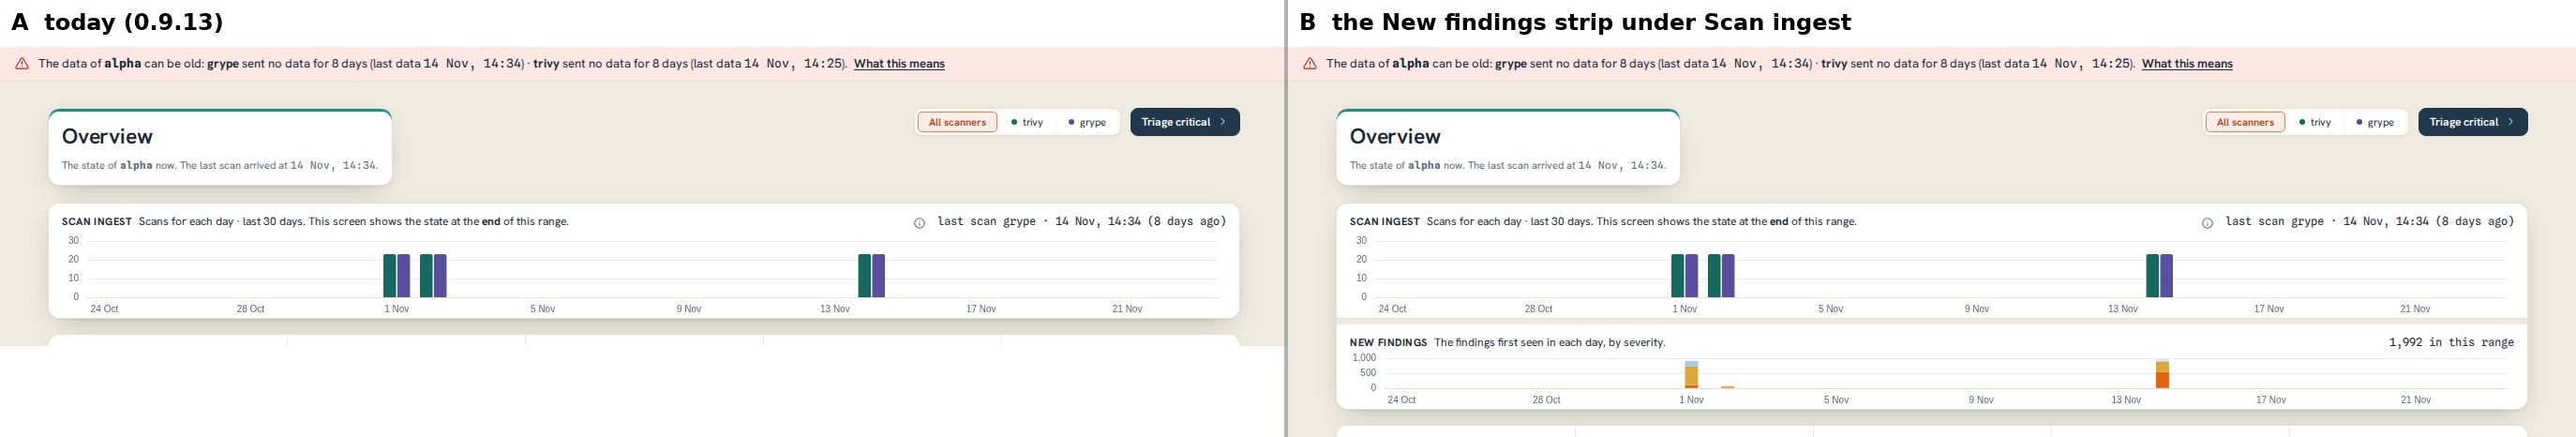 A today (0.9.13)
The data of alpha can be old: grype sent no data for 8 days (last data 14 Nov, 14:34) · trivy sent no data for 8 days (last data 14 Nov, 14:25). What this means
Overview
The state of alpha now. The last scan arrived at 14 Nov, 14:34.
All scanners trivy grype Triage critical
SCAN INGEST Scans for each day · last 30 days. This screen shows the state at the end of this range.
last scan grype · 14 Nov, 14:34 (8 days ago)
30
20
10
0
24 Oct 28 Oct 1 Nov 5 Nov 9 Nov 13 Nov 17 Nov 21 Nov
B the New findings strip under Scan ingest
The data of alpha can be old: grype sent no data for 8 days (last data 14 Nov, 14:34) · trivy sent no data for 8 days (last data 14 Nov, 14:25). What this means
Overview
The state of alpha now. The last scan arrived at 14 Nov, 14:34.
All scanners trivy grype Triage critical
SCAN INGEST Scans for each day · last 30 days. This screen shows the state at the end of this range.
last scan grype · 14 Nov, 14:34 (8 days ago)
30
20
10
0
24 Oct 28 Oct 1 Nov 5 Nov 9 Nov 13 Nov 17 Nov 21 Nov
NEW FINDINGS The findings first seen in each day, by severity.
1,992 in this range
1,000
500
0
24 Oct 28 Oct 1 Nov 5 Nov 9 Nov 13 Nov 17 Nov 21 Nov